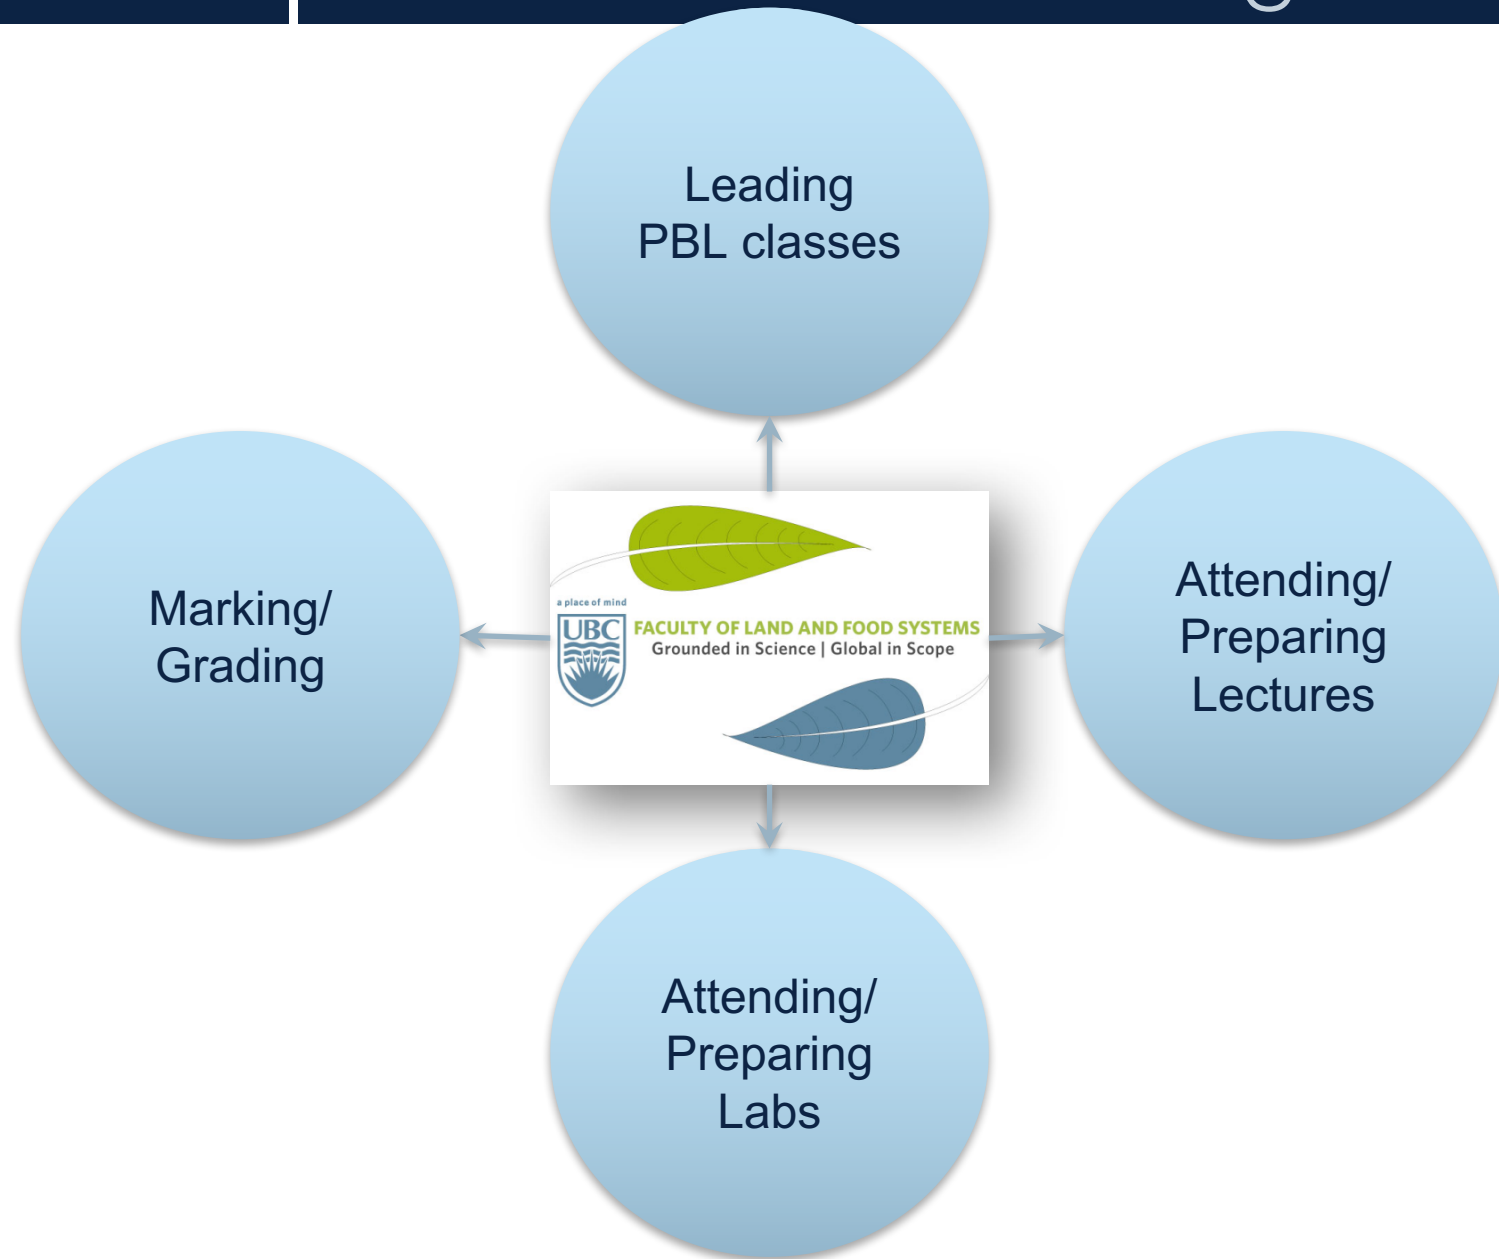 Leading
PBL classes
Marking/
Grading
a place of mind
UBC
FACULTY OF LAND AND FOOD SYSTEMS
Grounded in Science | Global in Scope
Attending/
Preparing
Lectures
Attending/
Preparing
Labs